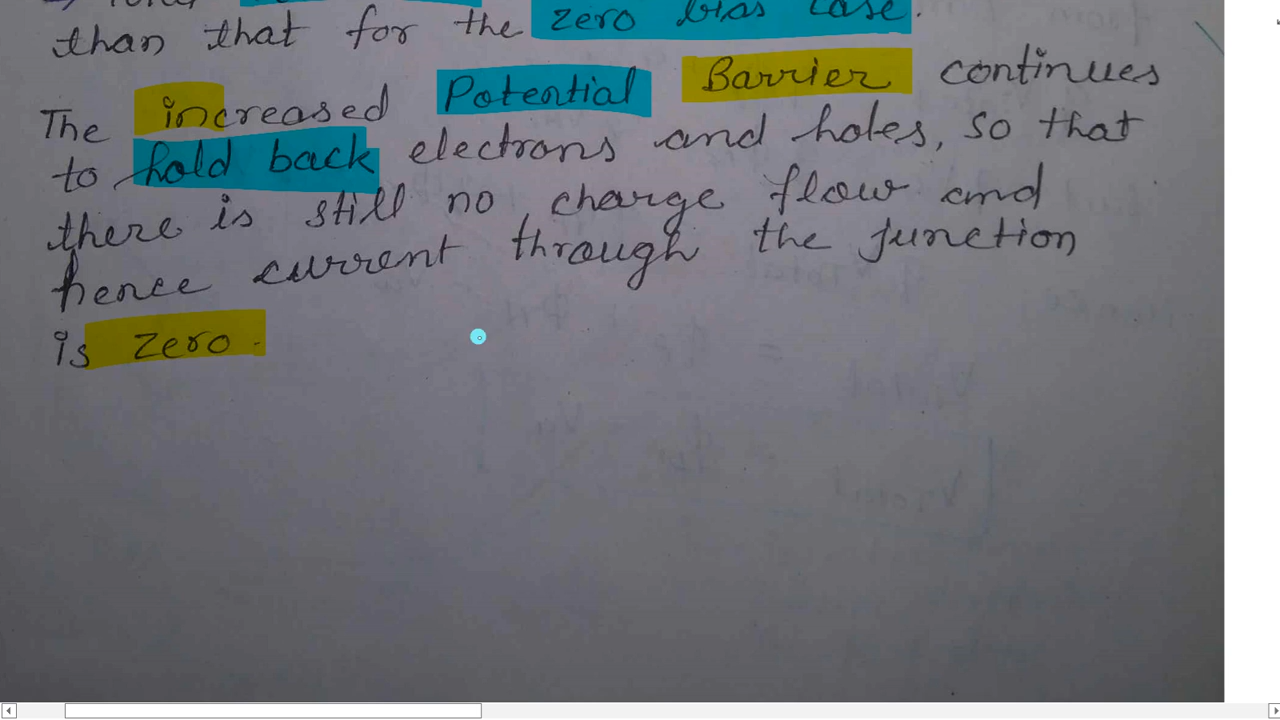 zero bias case.
than that for the
The increased Potential Barrier continues
to hold back electrons and holes, so that
there is still no charge flow and
hence current through the junction
is zero.